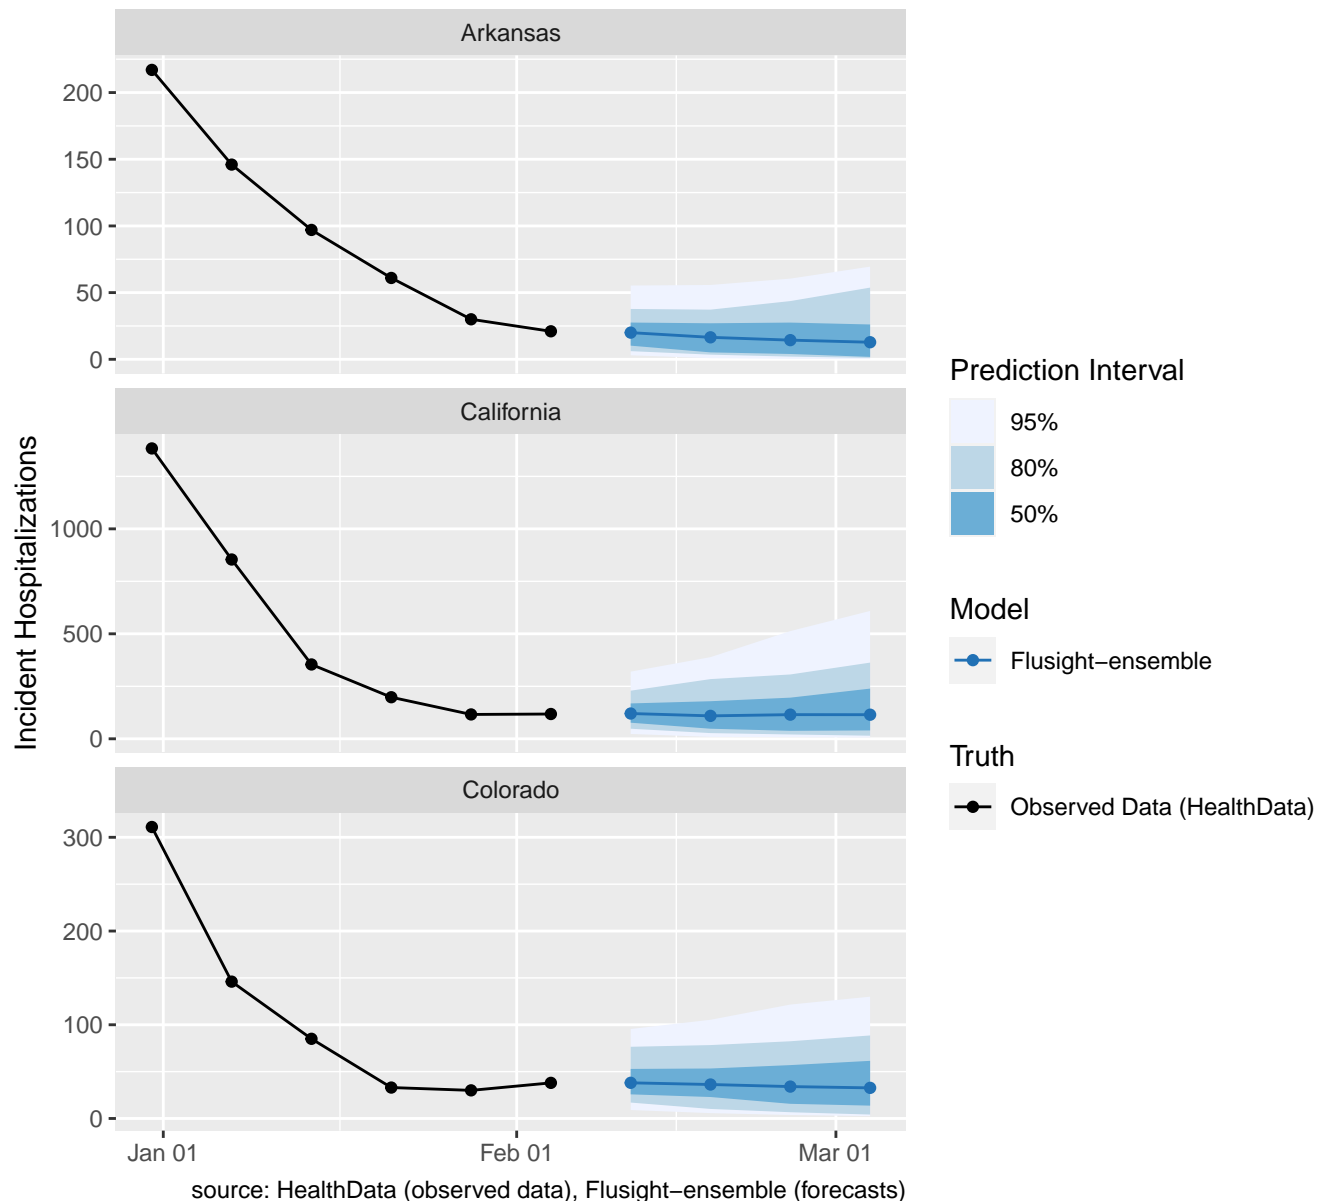 Arkansas
200
150
100
50
0
California
1000
500
0
Colorado
300
200
100
0
Jan 01
Feb 01
Mar 01
Incident Hospitalizations
source: HealthData (observed data), Flusight−ensemble (forecasts)
Prediction Interval
95%
80%
50%
Model
Flusight−ensemble
Truth
Observed Data (HealthData)